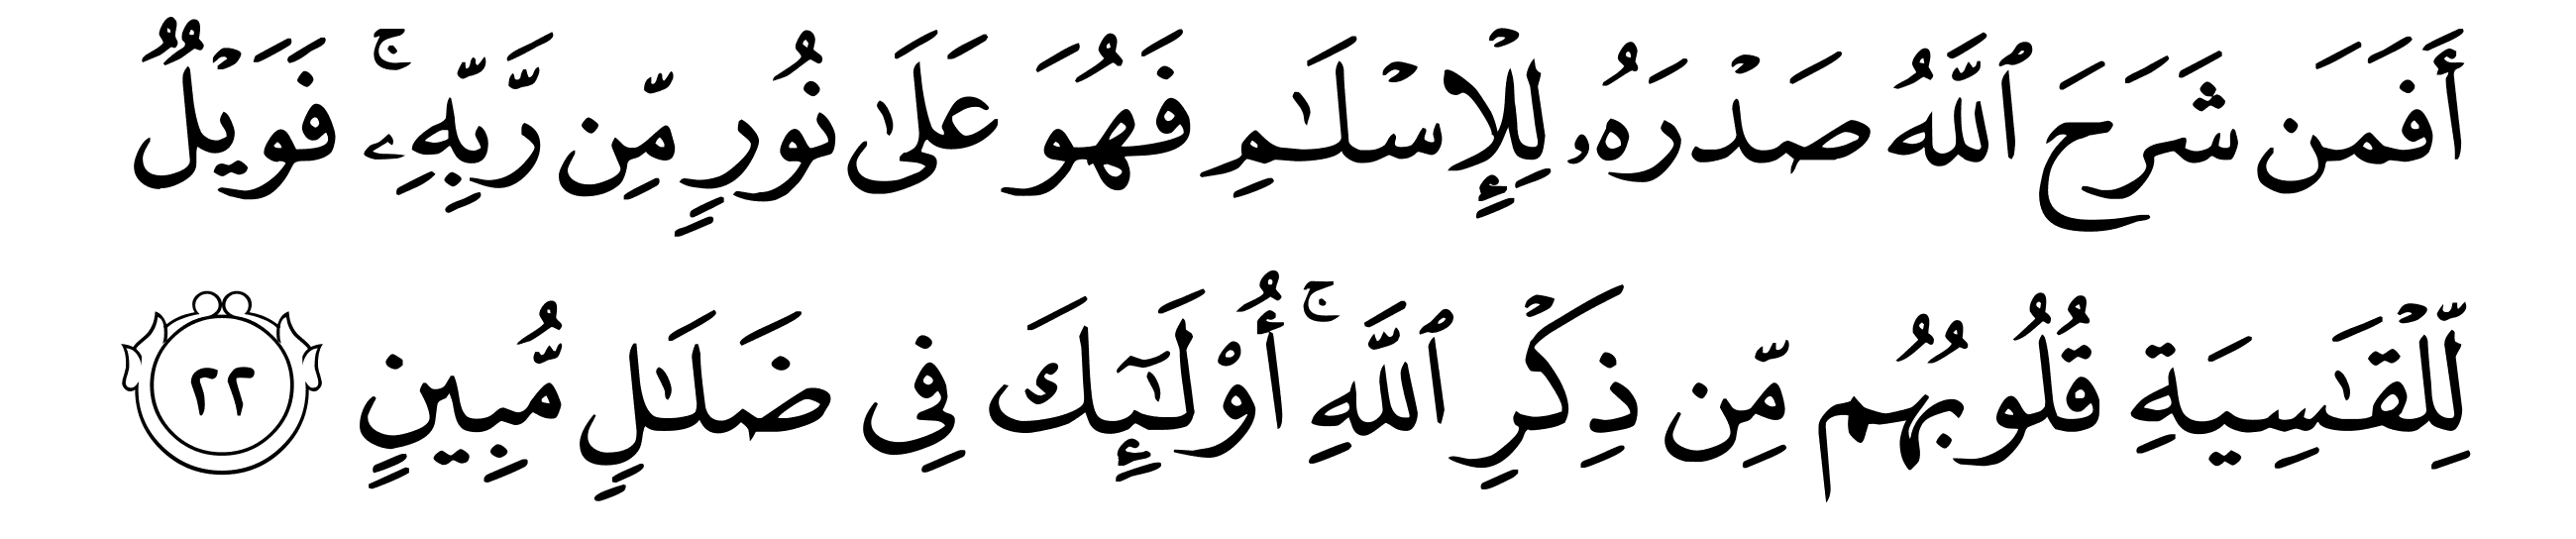 أَفَمَن شَرَحَ ٱللَّهُ صَدْرَهُۥ لِلْإِسْلَـٰمِ فَهُوَ عَلَىٰ نُورٍ مِّن رَّبِّهِۦ ۚ فَوَيْلٌ
لِّلْقَـٰسِيَةِ قُلُوبُهُم مِّن ذِكْرِ ٱللَّهِ ۚ أُو۟لَـٰٓئِكَ فِى ضَلَـٰلٍ مُّبِينٍ ٢٢